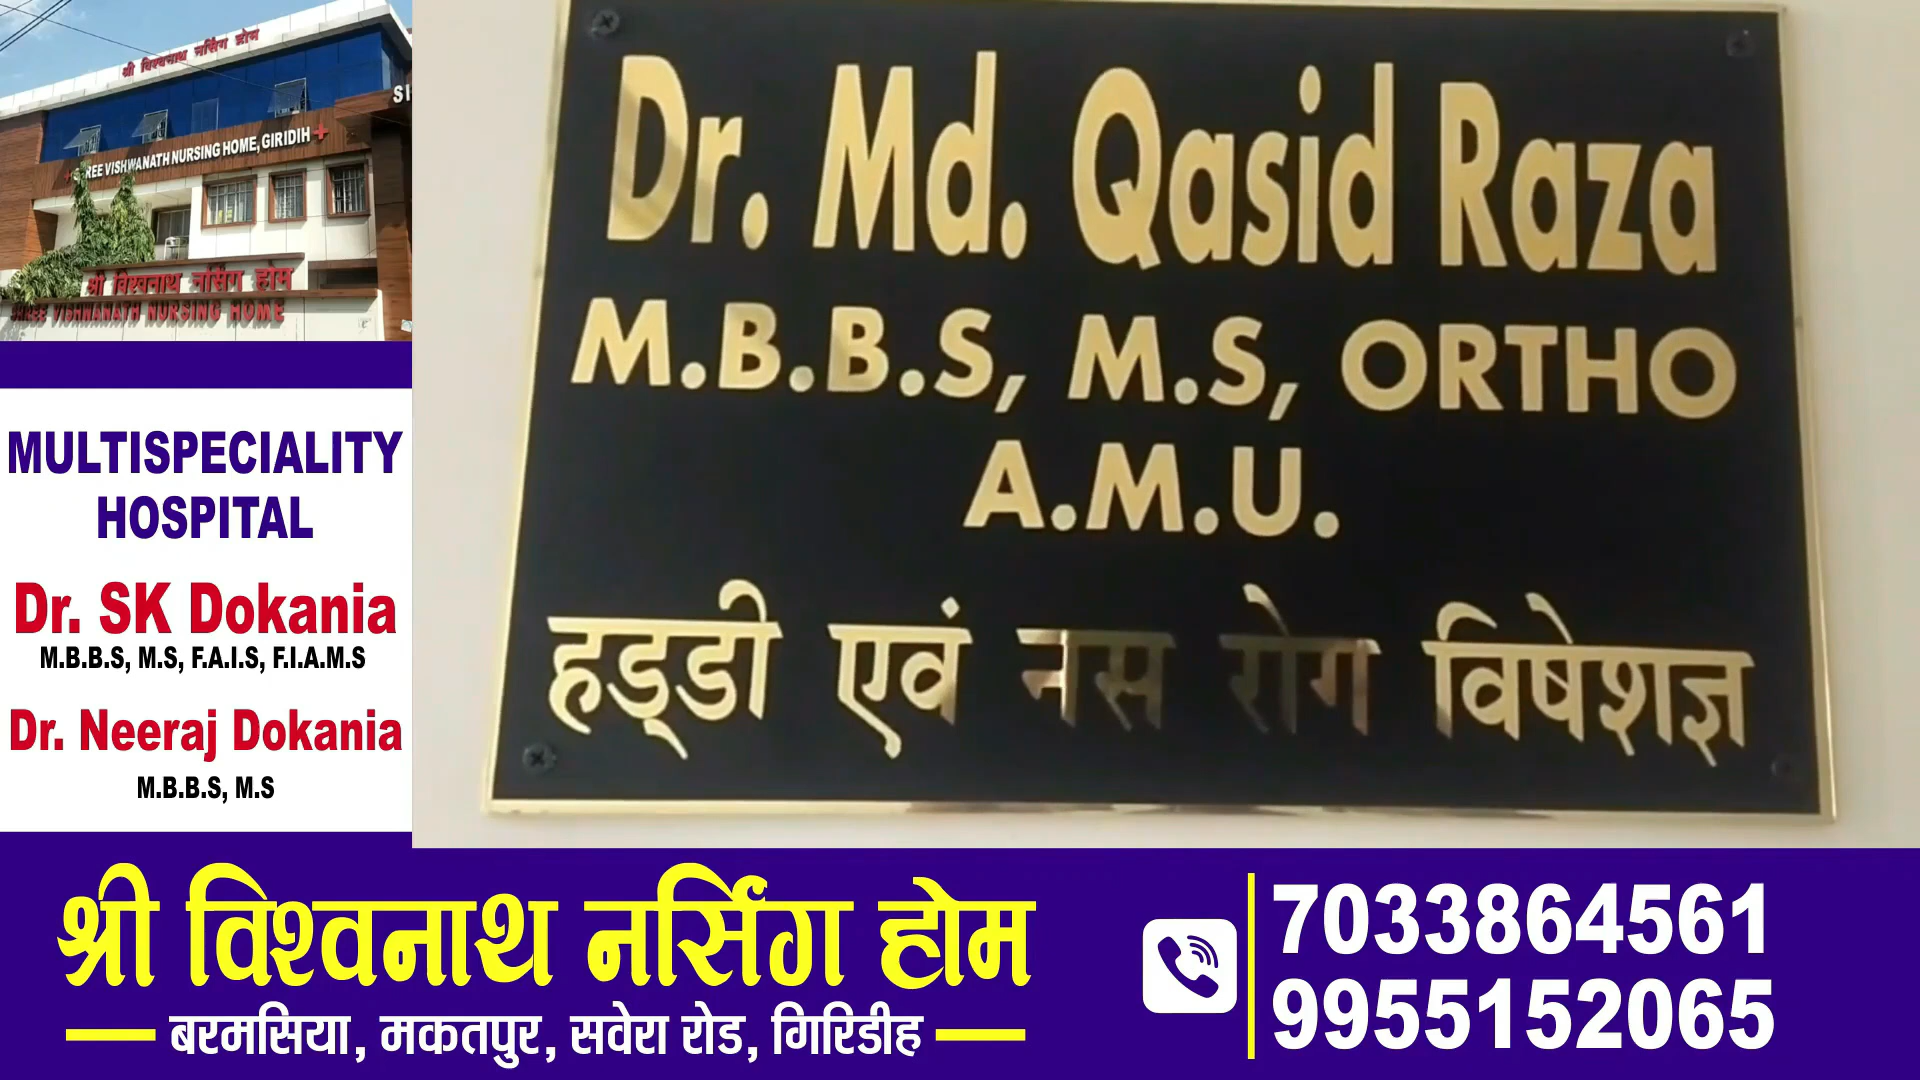 श्री विश्वनाथ नर्सिंग होम
SHREE VISHWANATH NURSING HOME, GIRIDIH
श्री विश्वनाथ नर्सिंग होम
SHREE VISHWANATH NURSING HOME
MULTISPECIALITY
HOSPITAL
Dr. SK Dokania
M.B.B.S, M.S, F.A.I.S, F.I.A.M.S
Dr. Neeraj Dokania
M.B.B.S, M.S
Dr. Md. Qasid Raza
M.B.B.S, M.S, ORTHO
A.M.U.
हड्‌डी एवं नस रोग विषेशज्ञ
श्री विश्वनाथ नर्सिंग होम
बरमसिया, मकतपुर, सवेरा रोड, गिरिडीह
7033864561
9955152065